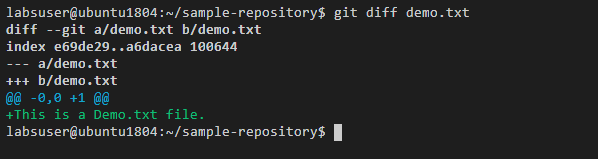 labsuser@ubuntu1804:~/sample-repository$ git diff demo.txt
diff --git a/demo.txt b/demo.txt
index e69de29..a6dacea 100644
--- a/demo.txt
+++ b/demo.txt
@@ -0,0 +1 @@
+This is a Demo.txt file.
labsuser@ubuntu1804:~/sample-repository$